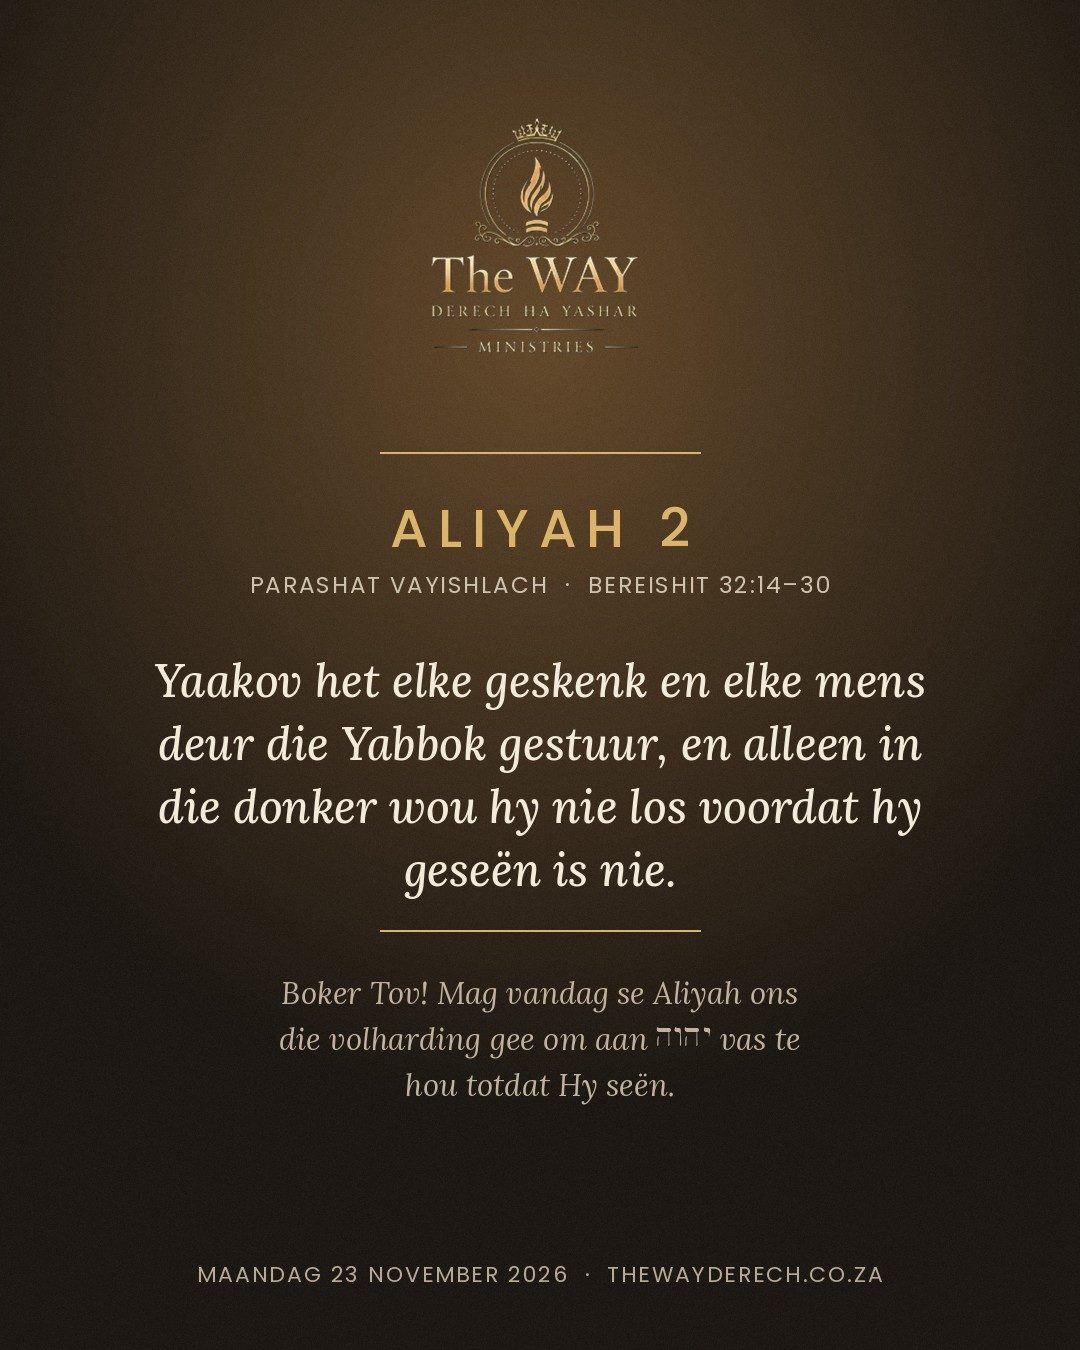 The WAY
DERECH HA YASHAR
MINISTRIES
ALIYAH 2
PARASHAT VAYISHLACH · BEREISHIT 32:14–30
Yaakov het elke geskenk en elke mens
deur die Yabbok gestuur, en alleen in
die donker wou hy nie los voordat hy
geseën is nie.
Boker Tov! Mag vandag se Aliyah ons
die volharding gee om aan יהוה vas te
hou totdat Hy seën.
MAANDAG 23 NOVEMBER 2026 · THEWAYDERECH.CO.ZA